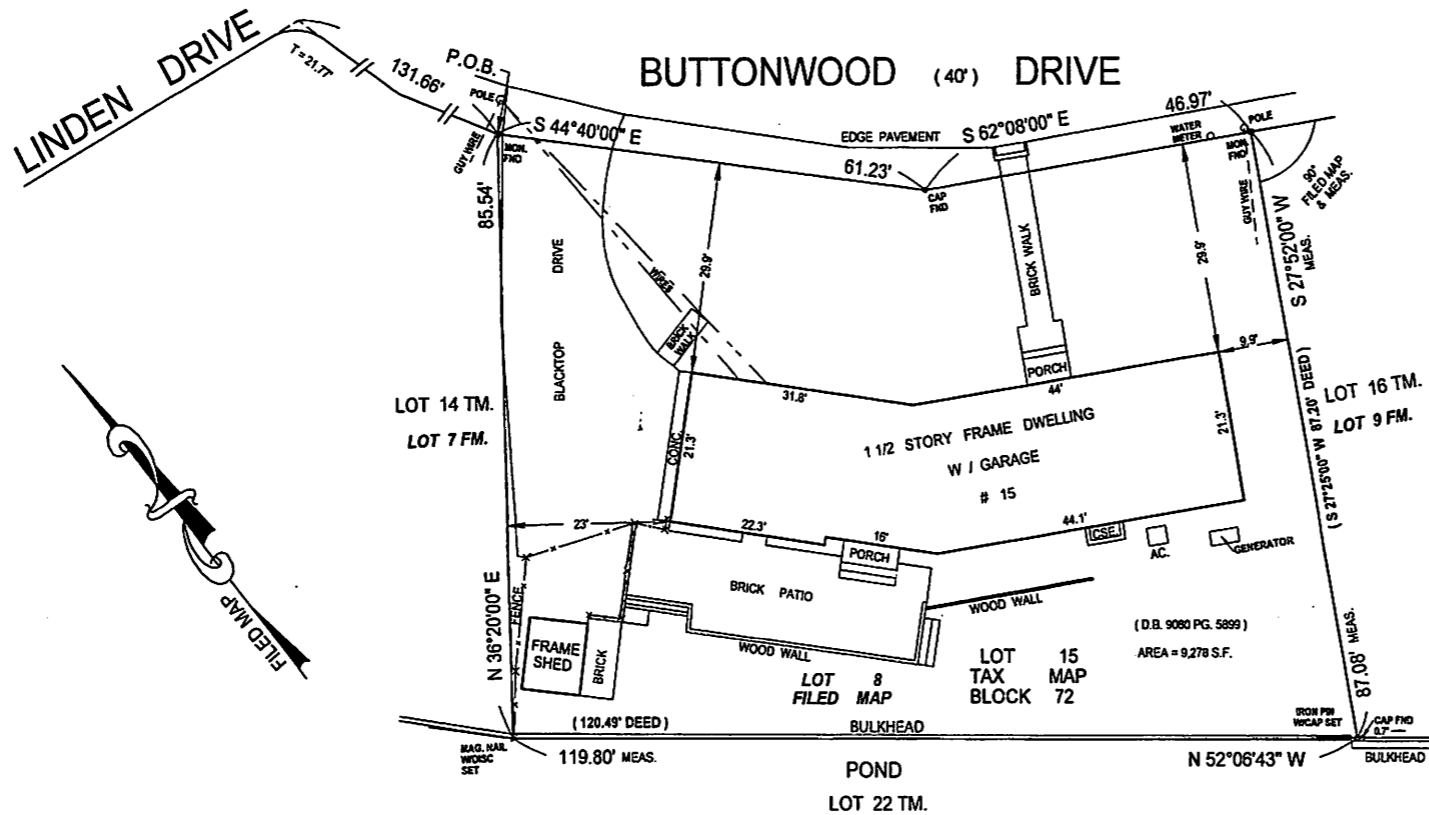 LINDEN DRIVE
T = 21.77'
131.66'
P.O.B.
POLE
GUY WIRE
MON.
FND
S 44°40'00" E
BUTTONWOOD (40') DRIVE
EDGE PAVEMENT
S 62°08'00" E
46.97'
WATER
METER
POLE
MON.
FND
61.23'
CAP
FND
90°
FILED MAP
& MEAS.
GUY WIRE
S 27°52'00" W
MEAS.
85.54'
BLACKTOP DRIVE
WIRES
29.9'
BRICK
WALK
BRICK WALK
29.9'
9.9'
PORCH
31.8'
44'
LOT 14 TM.
LOT 7 FM.
CONC.
21.3'
1 1/2 STORY FRAME DWELLING
W / GARAGE
# 15
21.3'
( S 27°25'00" W 87.20' DEED )
LOT 16 TM.
LOT 9 FM.
23'
22.3'
16'
44.1'
PORCH
CSE.
AC.
GENERATOR
FILED MAP
N 36°20'00" E
FENCE
BRICK PATIO
WOOD WALL
FRAME
SHED
BRICK
WOOD WALL
LOT 8
FILED MAP
LOT 15
TAX MAP
BLOCK 72
( D.B. 9080 PG. 5899 )
AREA = 9,278 S.F.
87.08' MEAS.
( 120.49' DEED )
BULKHEAD
IRON PIN
W/CAP SET
CAP FND
0.7'
BULKHEAD
MAG. NAIL
W/DISC
SET
119.80' MEAS.
N 52°06'43" W
POND
LOT 22 TM.